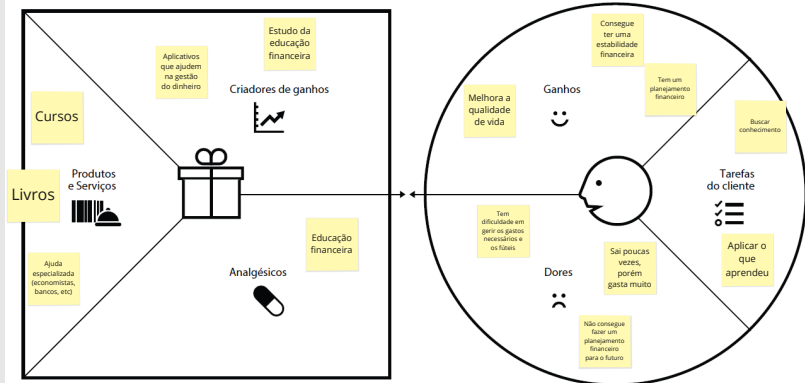 Estudo da
educação
financeira
Aplicativos
que ajudem
na gestão
do dinheiro
Criadores de ganhos
Cursos
Livros
Produtos
e Serviços
Ajuda
especializada
(economistas,
bancos, etc)
Educação
financeira
Analgésicos
Consegue
ter uma
estabilidade
financeira
Tem um
planejamento
financeiro
Melhora a
qualidade
de vida
Ganhos
Buscar
conhecimento
Tarefas
do cliente
Aplicar o
que
aprendeu
Tem
dificuldade em
gerir os gastos
necessários e
os fúteis
Sai poucas
vezes,
porém
gasta muito
Dores
Não consegue
fazer um
planejamento
financeiro
para o futuro